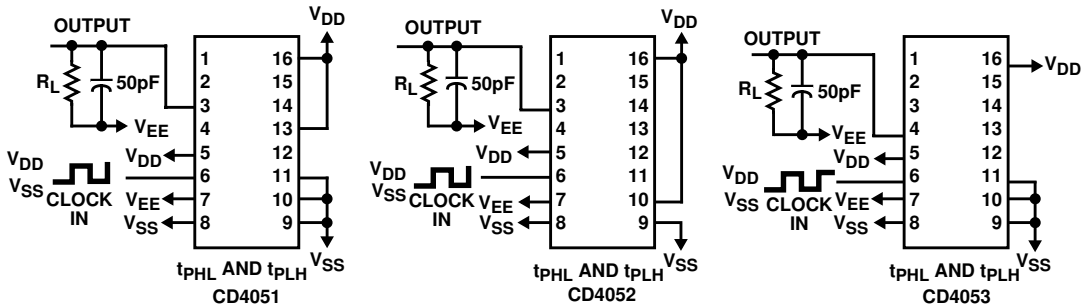 OUTPUT
R_L
50pF
V_EE
V_DD
V_DD
V_SS
CLOCK
IN
V_EE
V_SS
1
2
3
4
5
6
7
8
16
15
14
13
12
11
10
9
V_DD
V_SS
t_PHL AND t_PLH
CD4051
OUTPUT
R_L
50pF
V_EE
V_DD
V_DD
V_SS
CLOCK
IN
V_EE
V_SS
1
2
3
4
5
6
7
8
16
15
14
13
12
11
10
9
V_DD
V_SS
t_PHL AND t_PLH
CD4052
OUTPUT
R_L
50pF
V_EE
V_DD
V_DD
V_SS
CLOCK
IN
V_EE
V_SS
1
2
3
4
5
6
7
8
16
15
14
13
12
11
10
9
V_DD
V_SS
t_PHL AND t_PLH
CD4053